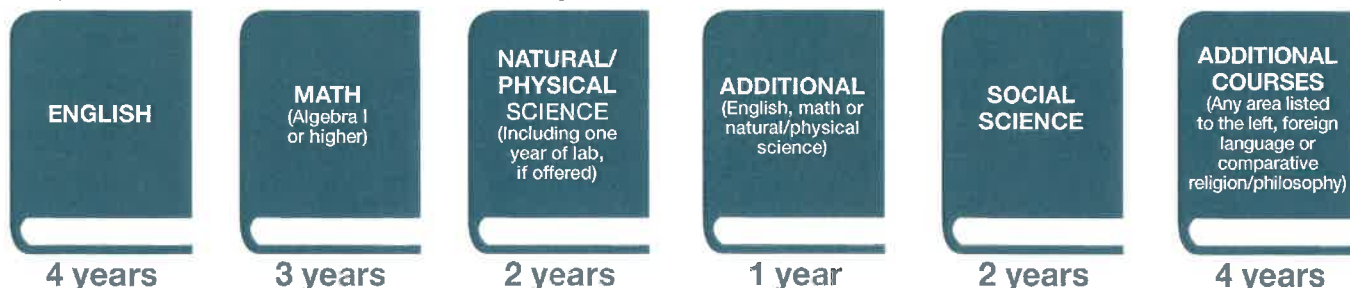 ENGLISH
4 years
MATH
(Algebra I
or higher)
3 years
NATURAL/
PHYSICAL
SCIENCE
(Including one
year of lab,
if offered)
2 years
ADDITIONAL
(English, math or
natural/physical
science)
1 year
SOCIAL
SCIENCE
2 years
ADDITIONAL
COURSES
(Any area listed
to the left, foreign
language or
comparative
religion/philosophy)
4 years